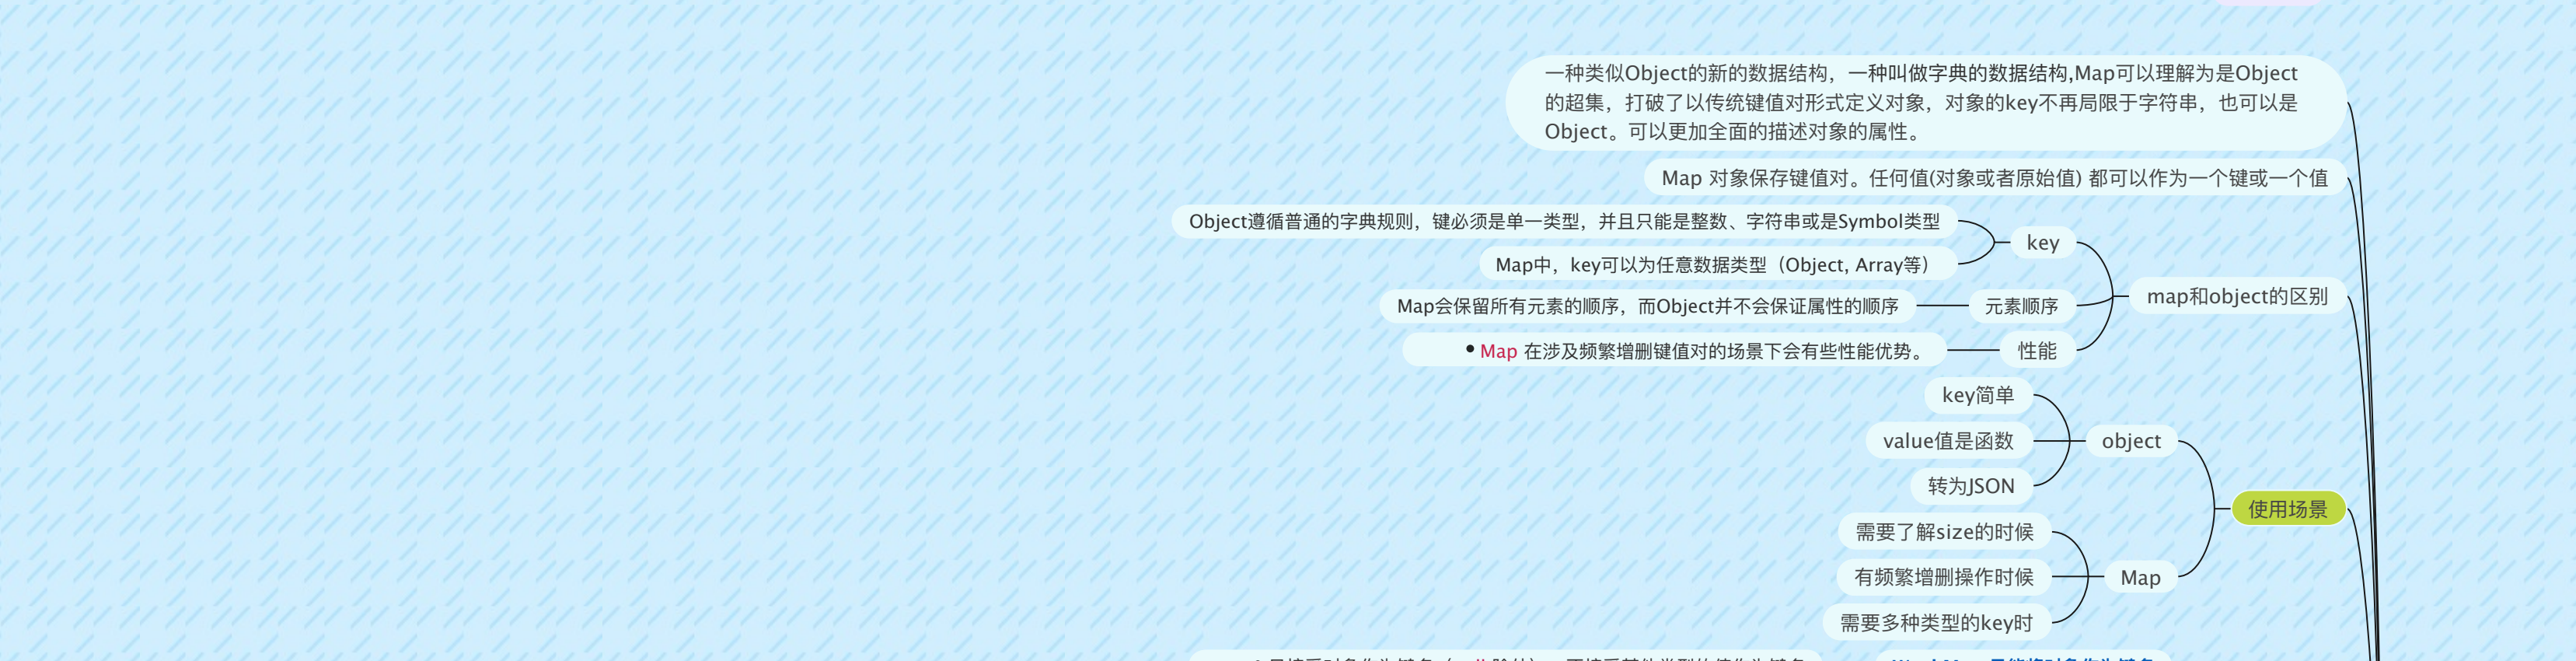 一种类似Object的新的数据结构，一种叫做字典的数据结构,Map可以理解为是Object
的超集，打破了以传统键值对形式定义对象，对象的key不再局限于字符串，也可以是
Object。可以更加全面的描述对象的属性。
Map 对象保存键值对。任何值(对象或者原始值) 都可以作为一个键或一个值
map和object的区别
key
Object遵循普通的字典规则，键必须是单一类型，并且只能是整数、字符串或是Symbol类型
Map中，key可以为任意数据类型（Object, Array等）
元素顺序
Map会保留所有元素的顺序，而Object并不会保证属性的顺序
性能
• Map 在涉及频繁增删键值对的场景下会有些性能优势。
使用场景
object
key简单
value值是函数
转为JSON
Map
需要了解size的时候
有频繁增删操作时候
需要多种类型的key时